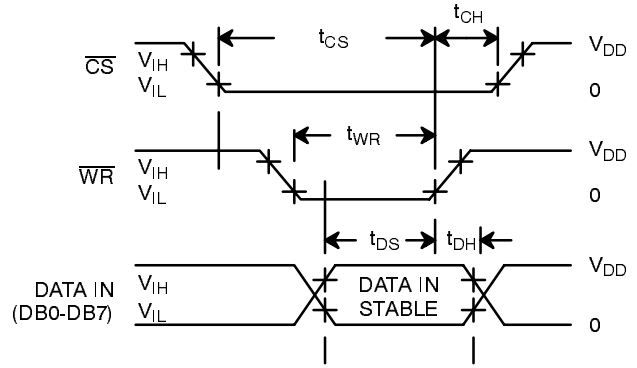 tCS
tCH
CS
VIH
VIL
VDD
0
tWR
WR
VIH
VIL
VDD
0
tDS
tDH
DATA IN
(DB0-DB7)
VIH
VIL
DATA IN
STABLE
VDD
0